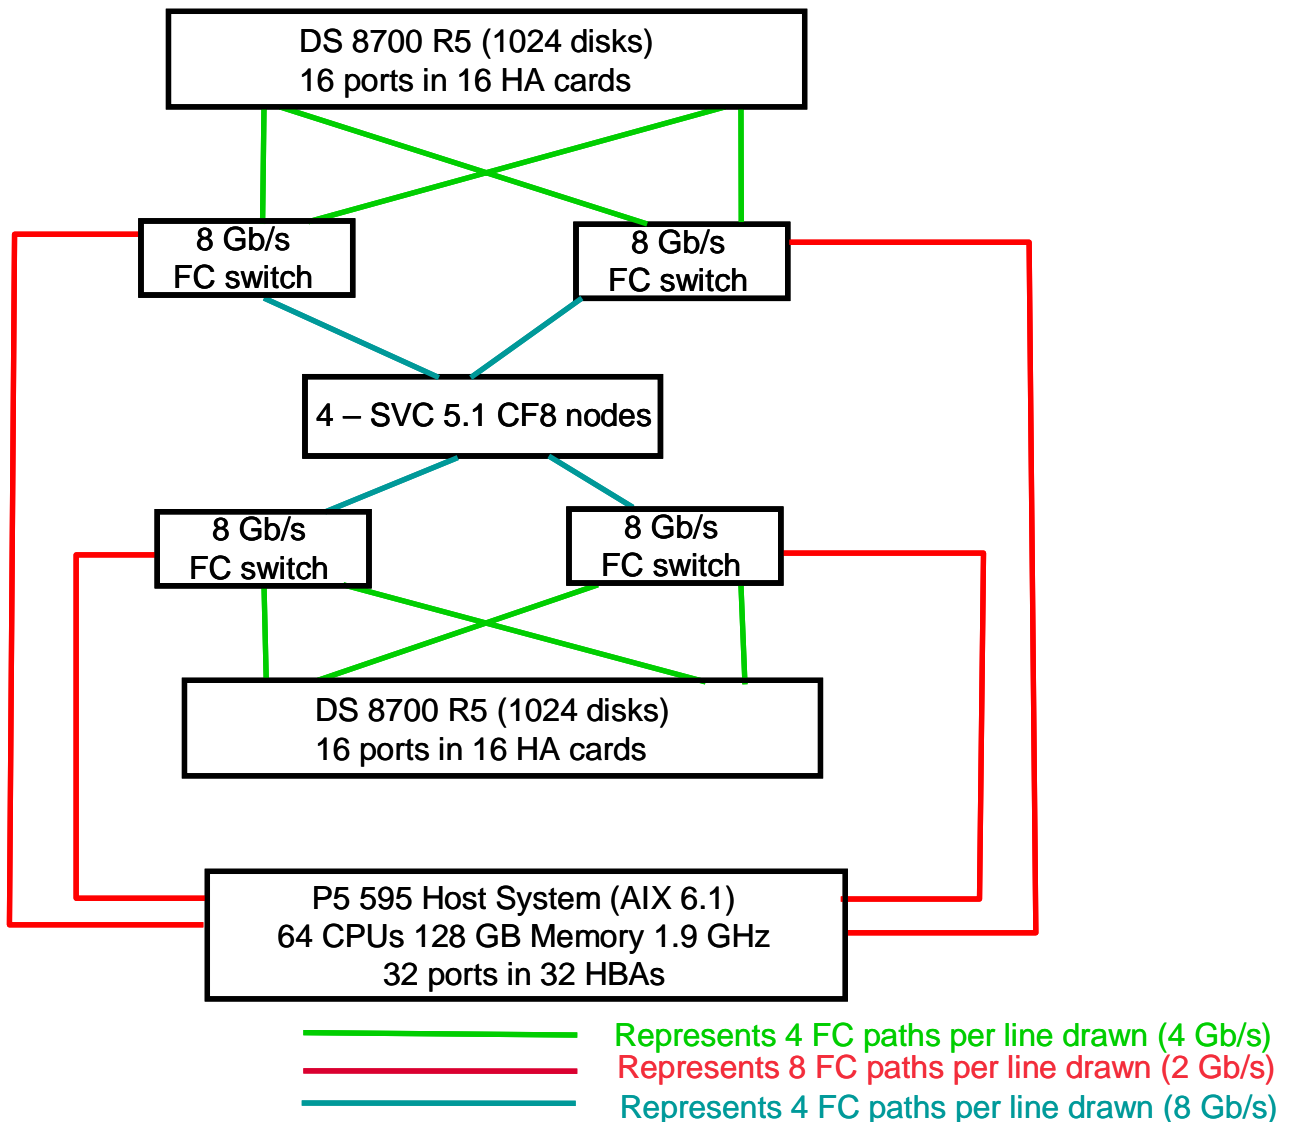 DS 8700 R5 (1024 disks)
16 ports in 16 HA cards
8 Gb/s
FC switch
8 Gb/s
FC switch
4 – SVC 5.1 CF8 nodes
8 Gb/s
FC switch
8 Gb/s
FC switch
DS 8700 R5 (1024 disks)
16 ports in 16 HA cards
P5 595 Host System (AIX 6.1)
64 CPUs 128 GB Memory 1.9 GHz
32 ports in 32 HBAs
Represents 4 FC paths per line drawn (4 Gb/s)
Represents 8 FC paths per line drawn (2 Gb/s)
Represents 4 FC paths per line drawn (8 Gb/s)